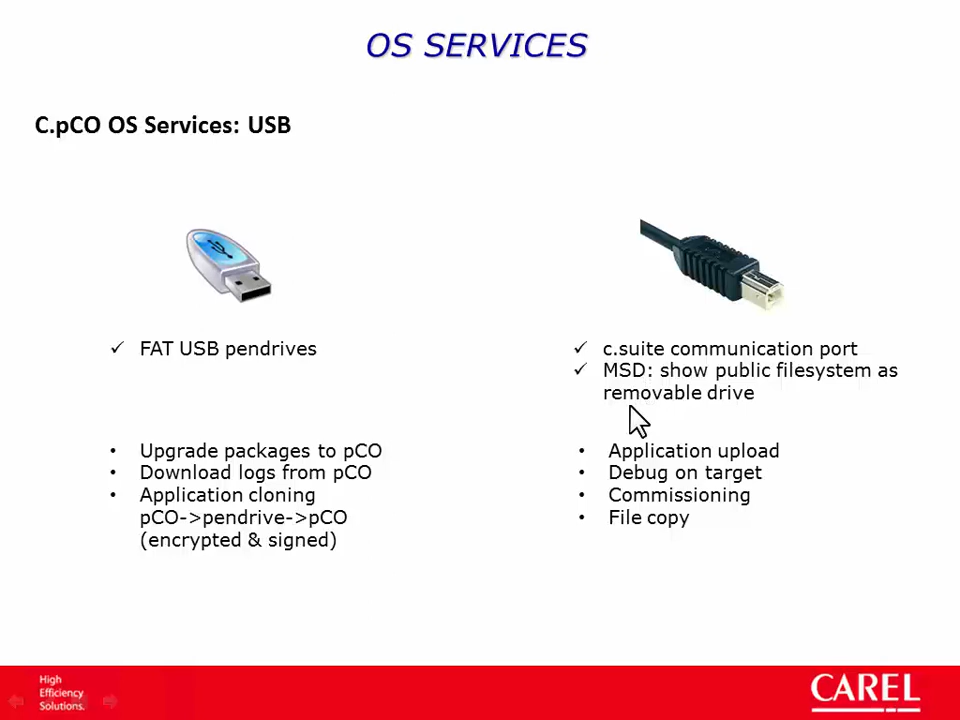 OS SERVICES
C.pCO OS Services: USB
✓ FAT USB pendrives
• Upgrade packages to pCO
• Download logs from pCO
• Application cloning
pCO->pendrive->pCO
(encrypted & signed)
✓ c.suite communication port
✓ MSD: show public filesystem as
removable drive
• Application upload
• Debug on target
• Commissioning
• File copy
High
Efficiency
Solutions.
CAREL